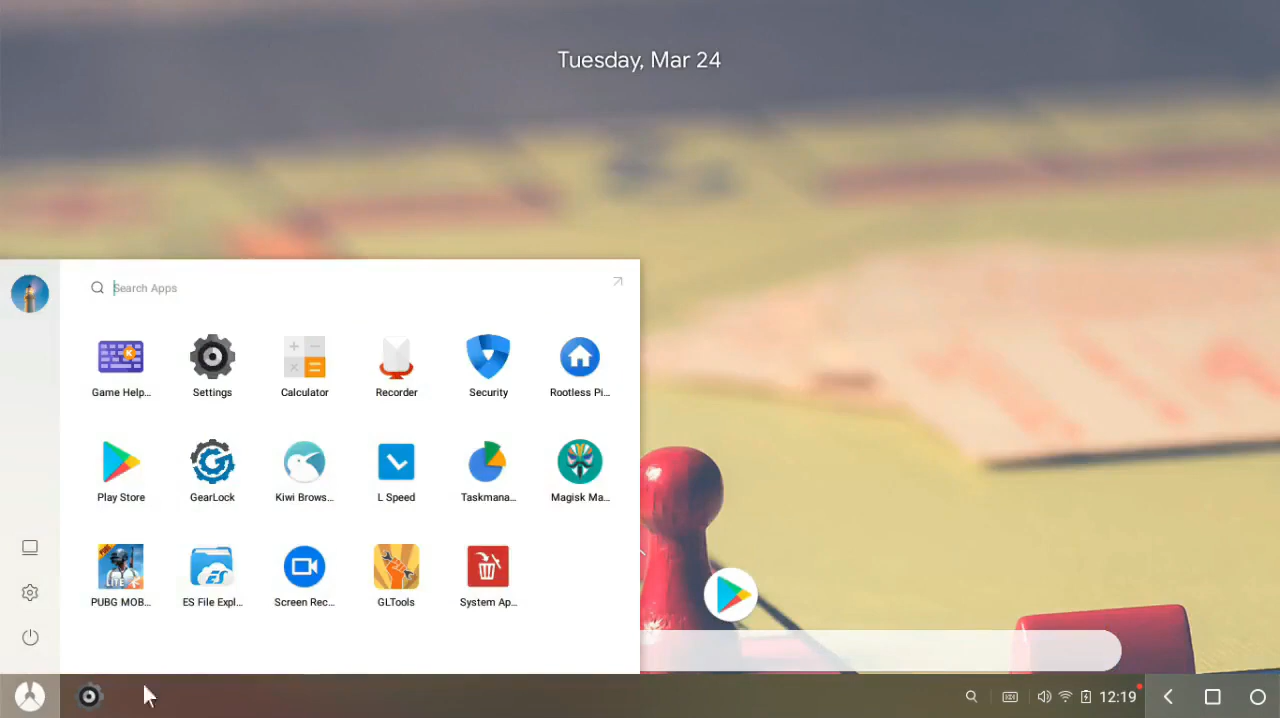 Tuesday, Mar 24
Search Apps
Game Help...
Settings
Calculator
Recorder
Security
Rootless Pi...
Play Store
GearLock
Kiwi Brows...
L Speed
Taskmana...
Magisk Ma...
PUBG MOB...
ES File Expl...
Screen Rec...
GLTools
System Ap...
12:19